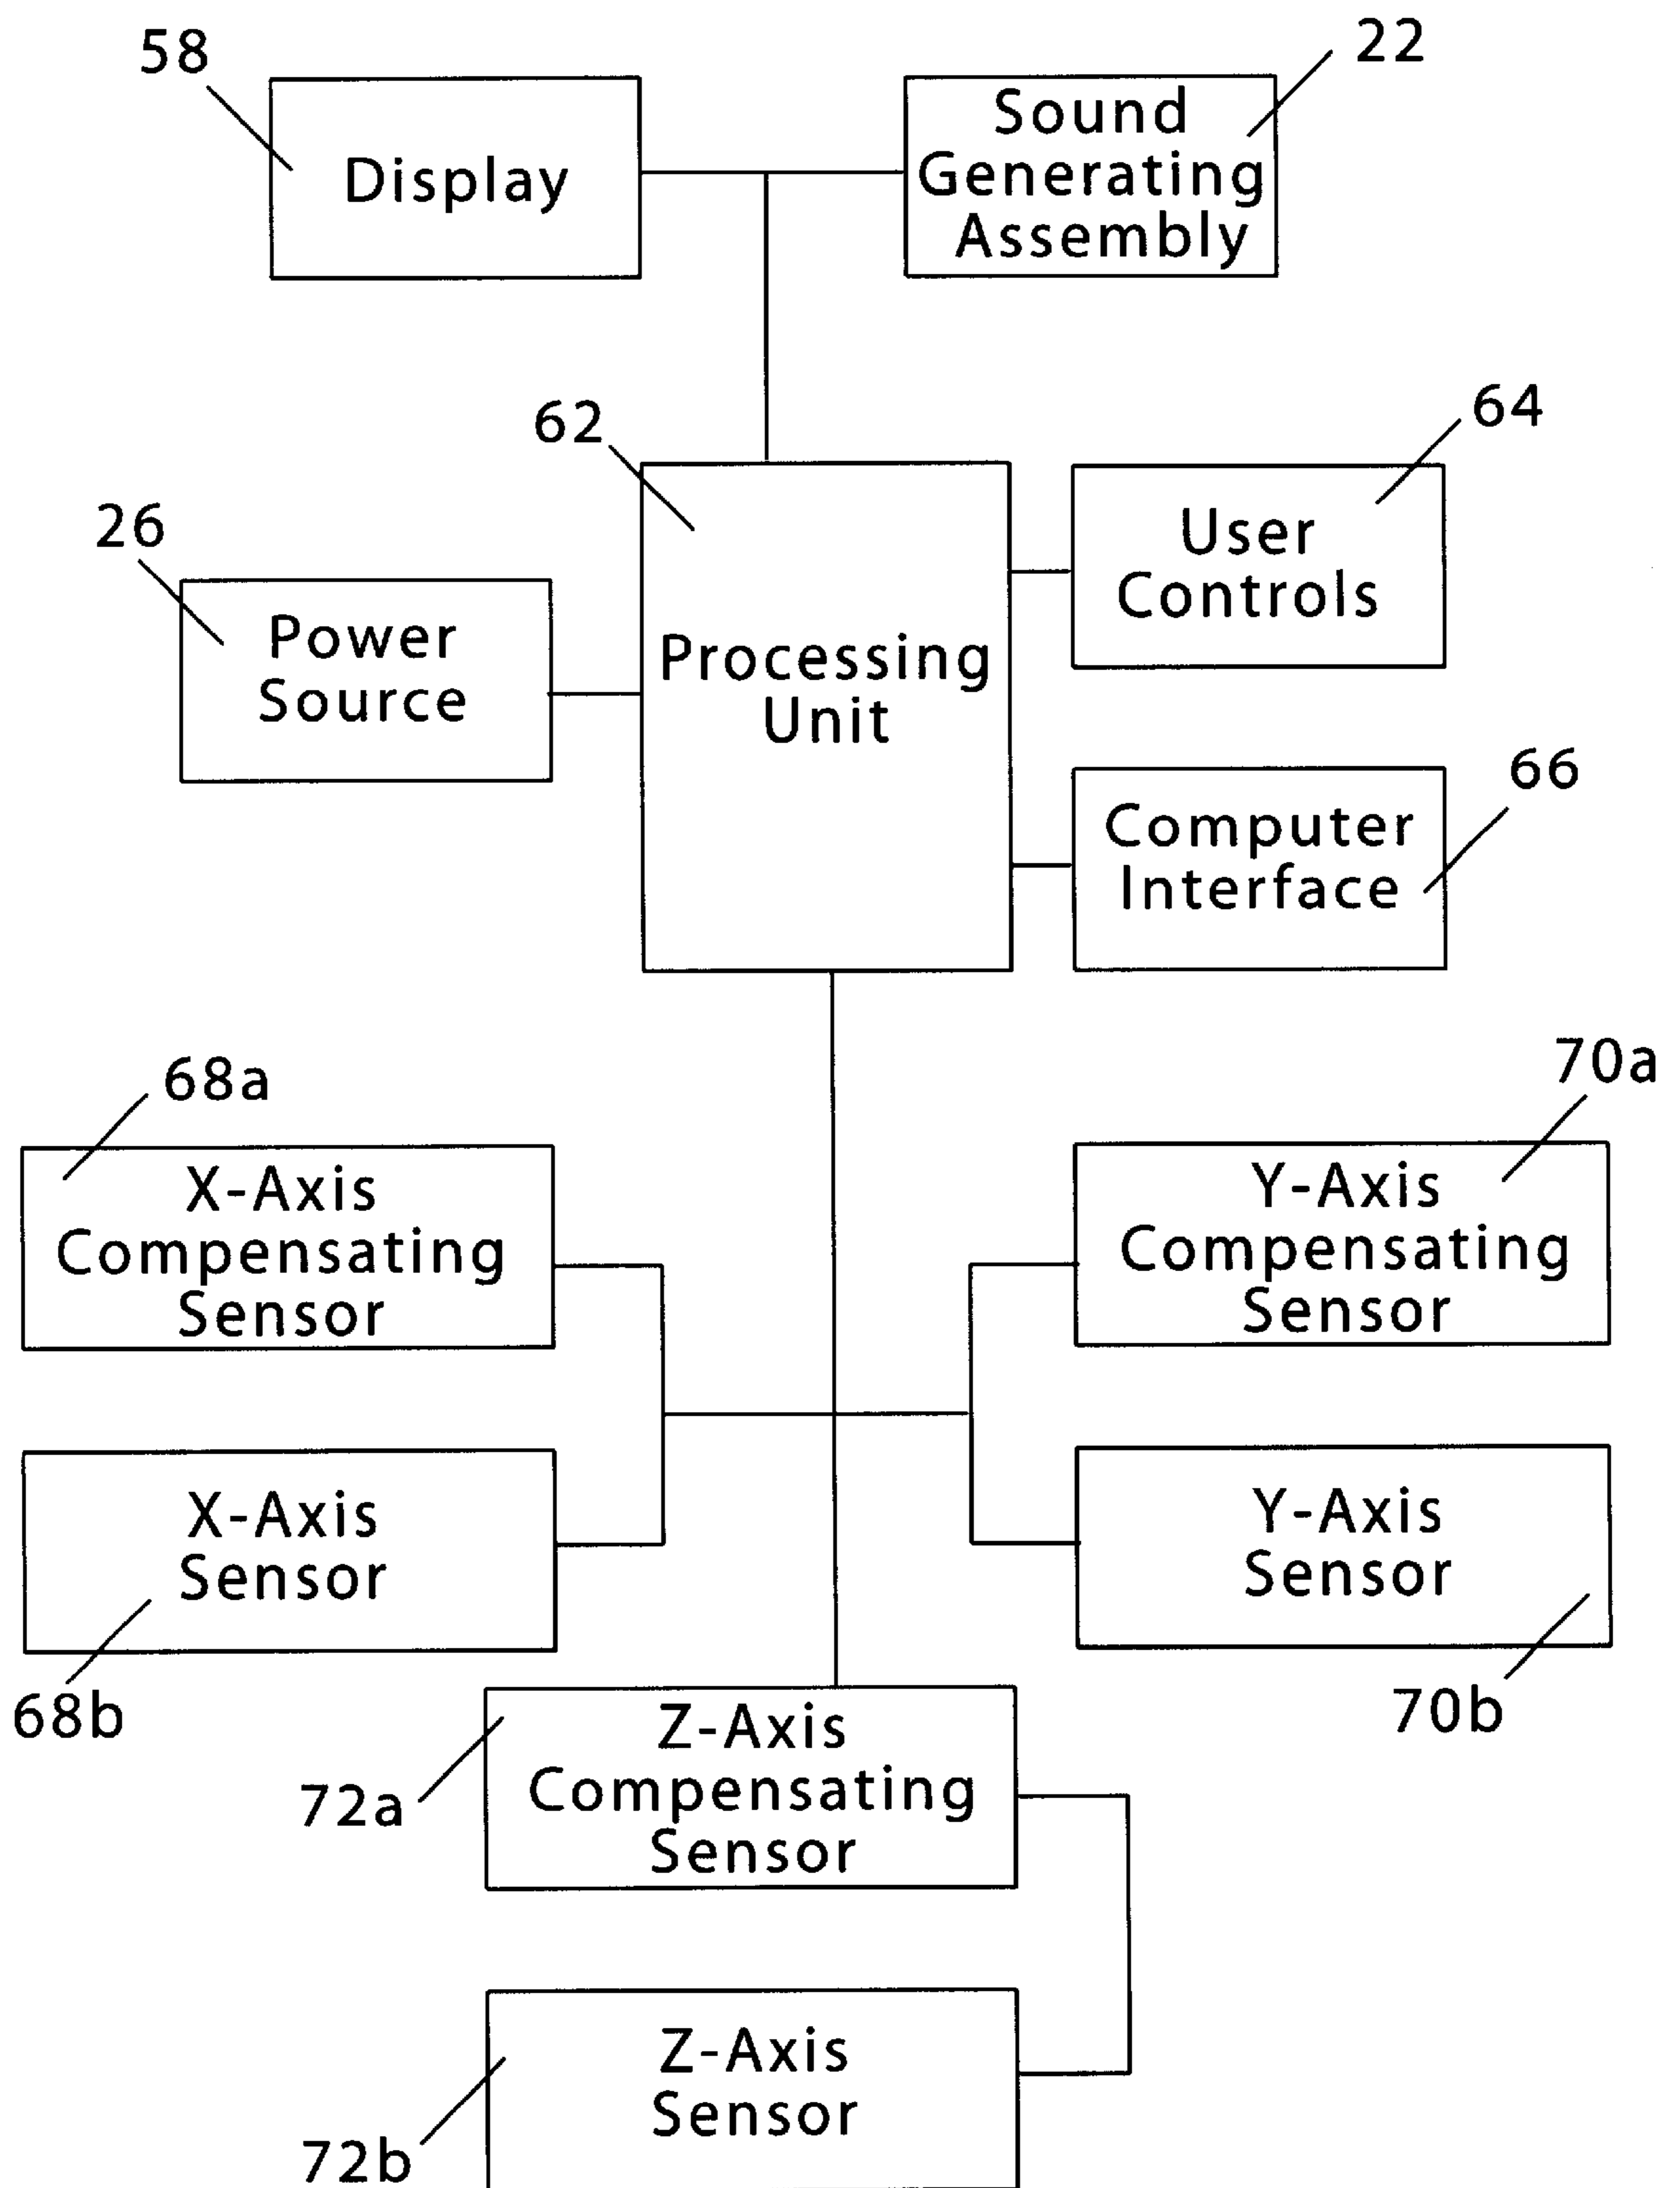 58
22
Display
Sound
Generating
Assembly
62
64
26
User
Controls
Power
Source
Processing
Unit
66
Computer
Interface
68a
70a
X-Axis
Compensating
Sensor
Y-Axis
Compensating
Sensor
X-Axis
Sensor
Y-Axis
Sensor
68b
70b
72a
Z-Axis
Compensating
Sensor
Z-Axis
Sensor
72b